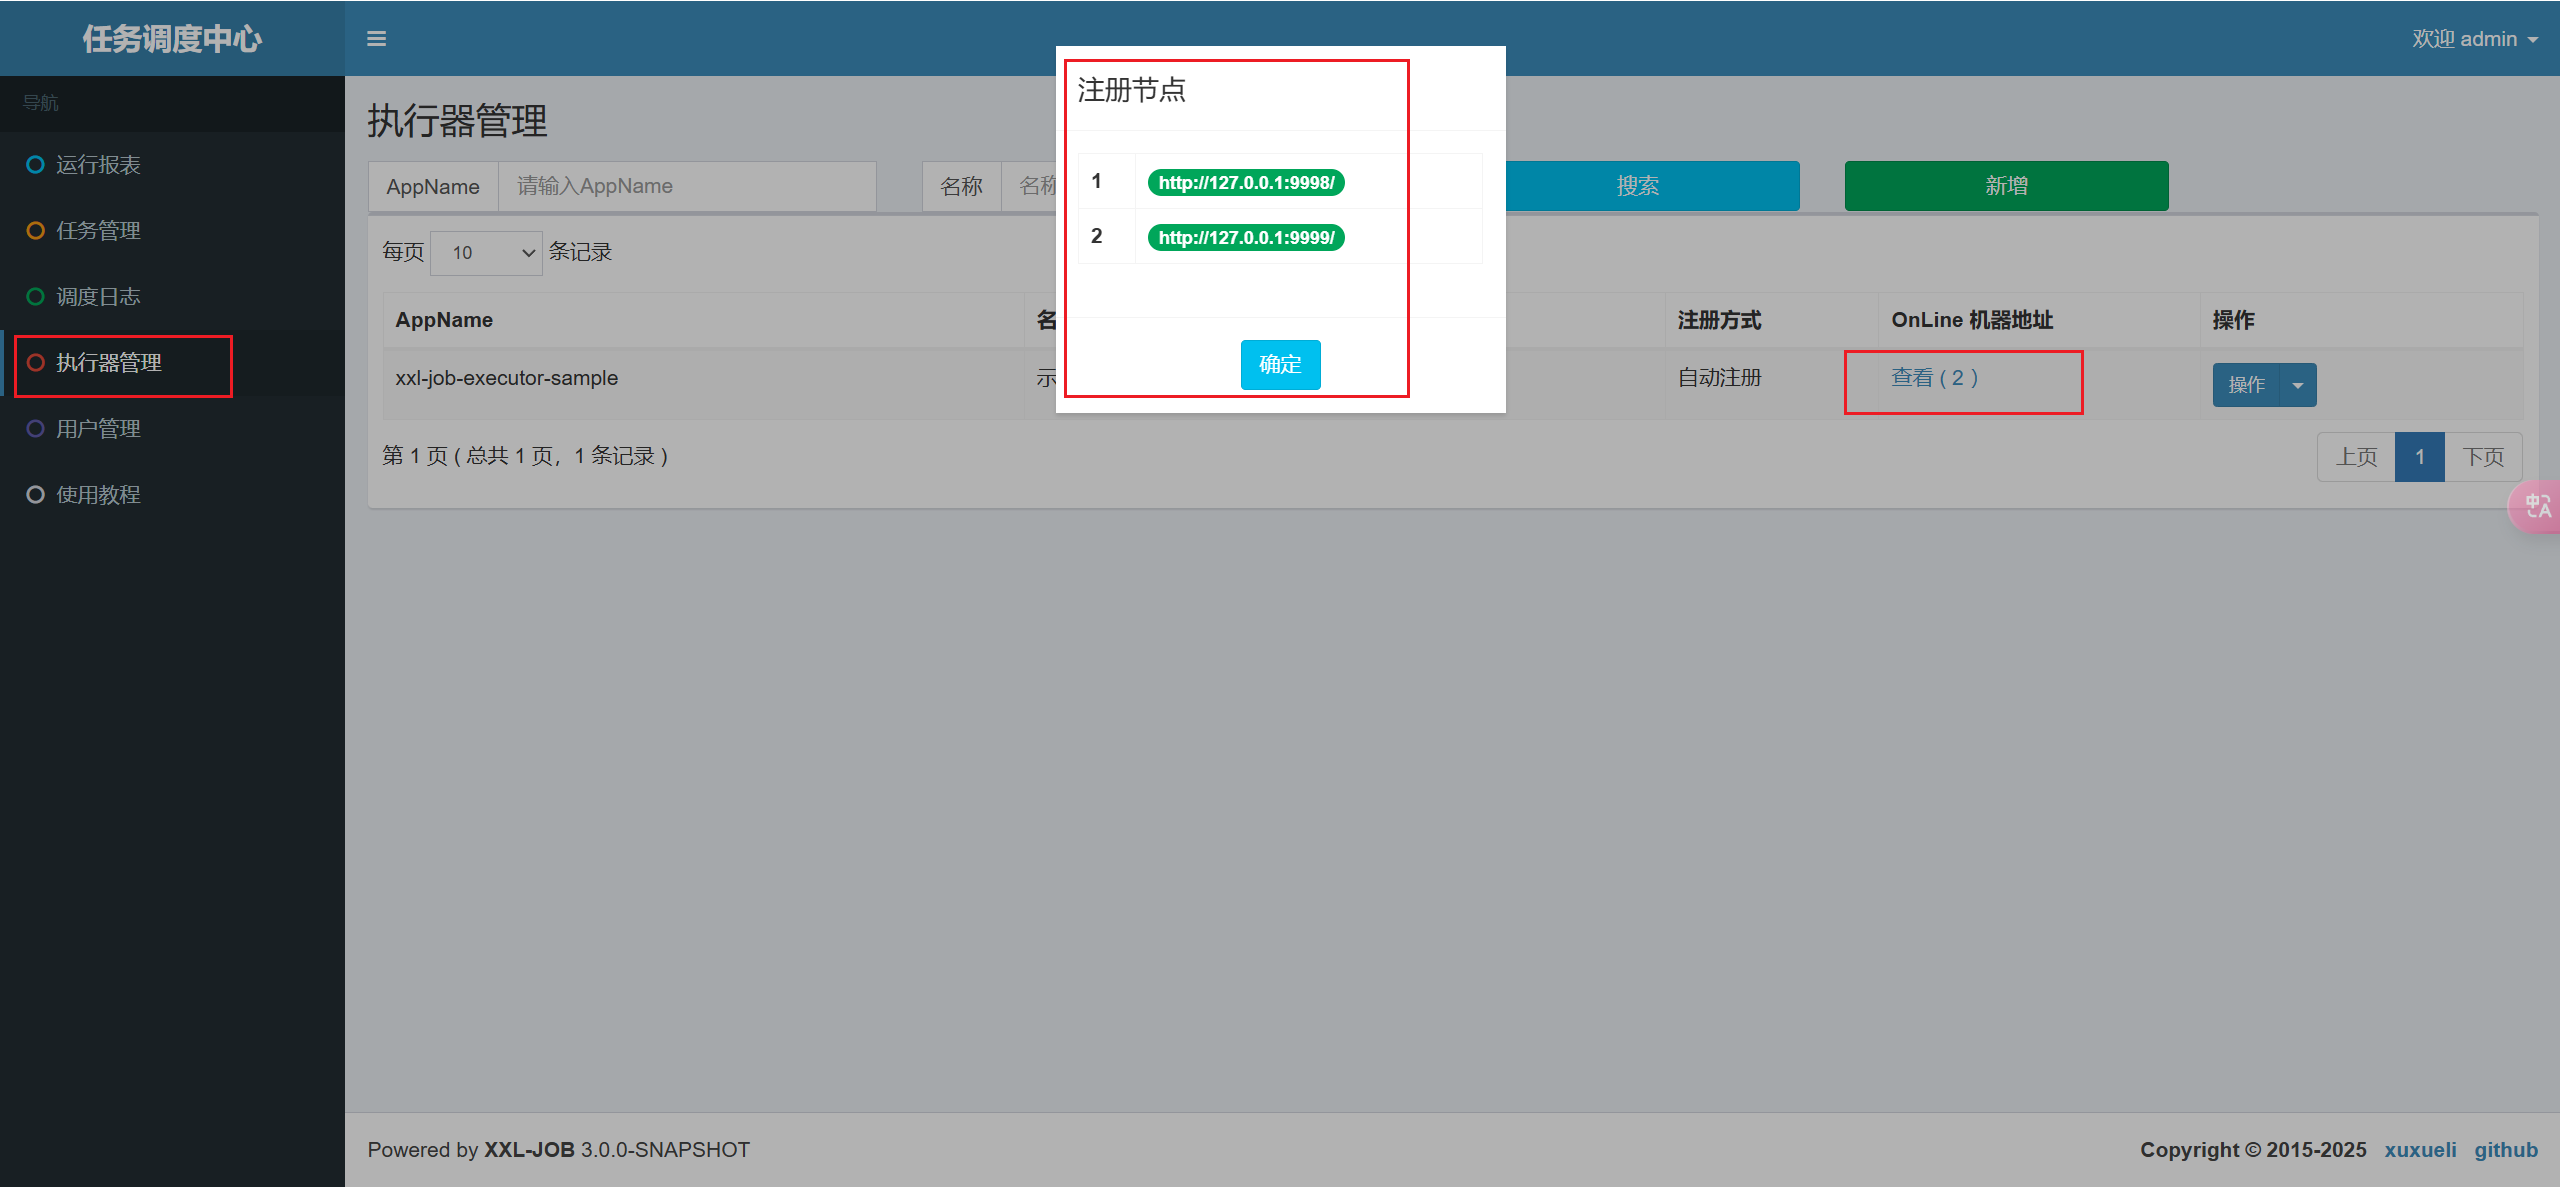 任务调度中心
欢迎 admin
导航
运行报表
任务管理
调度日志
执行器管理
用户管理
使用教程
执行器管理
AppName 请输入AppName 名称 名称 搜索 新增
每页 10 条记录
AppName 注册方式 OnLine 机器地址 操作
xxl-job-executor-sample 示 自动注册 查看 ( 2 ) 操作
第 1 页 ( 总共 1 页，1 条记录 )
上页 1 下页
注册节点
1 http://127.0.0.1:9998/
2 http://127.0.0.1:9999/
确定
中A
Powered by XXL-JOB 3.0.0-SNAPSHOT
Copyright © 2015-2025 xuxueli github